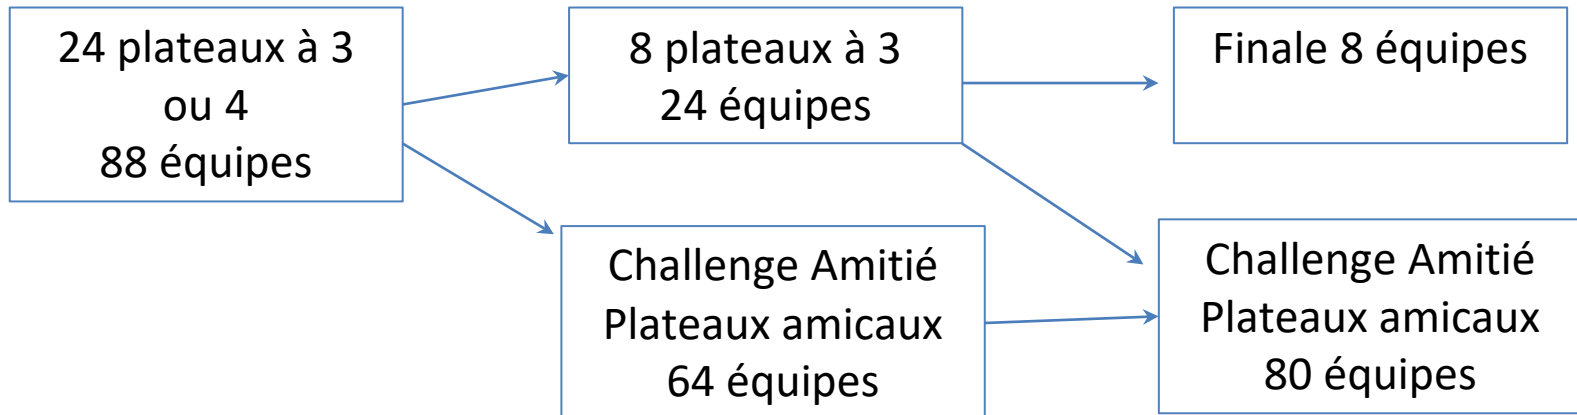 24 plateaux à 3
ou 4
88 équipes
8 plateaux à 3
24 équipes
Finale 8 équipes
Challenge Amitié
Plateaux amicaux
64 équipes
Challenge Amitié
Plateaux amicaux
80 équipes